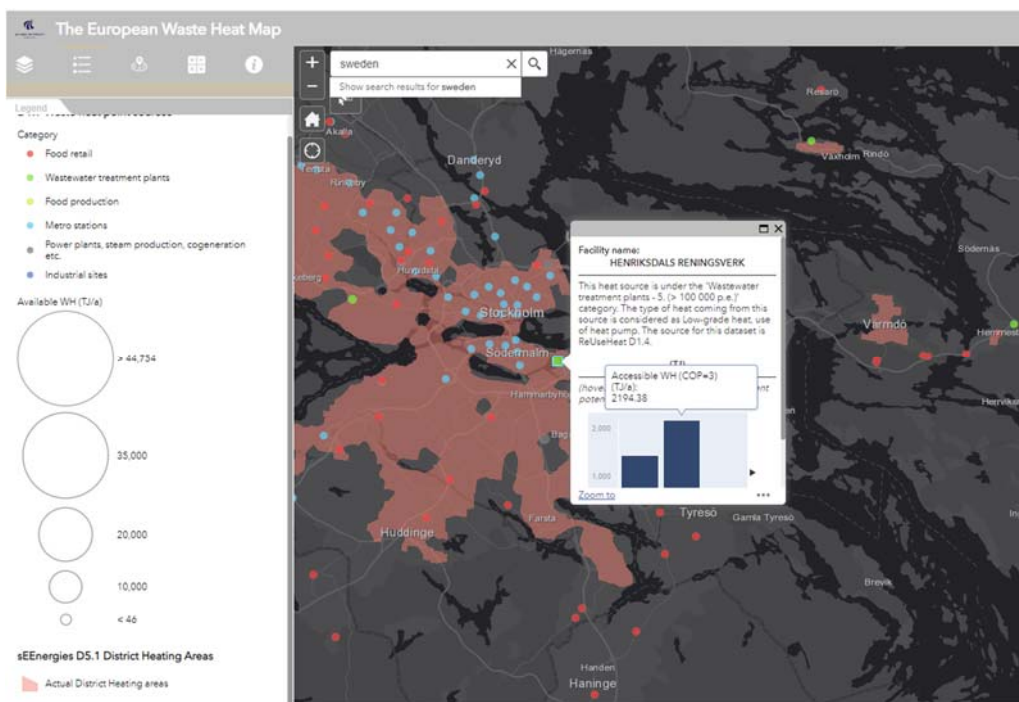 The European Waste Heat Map
Legend
Category
Food retail
Wastewater treatment plants
Food production
Metro stations
Power plants, steam production, cogeneration
etc.
Industrial sites
Available WH (TJ/a)
> 44,734
35,000
20,000
10,000
< 46
sEEnergies D5.1 District Heating Areas
Actual District Heating areas
+
−
sweden
Show search results for sweden
Hägernäs
Resarö
Akalla
Danderyd
Vaxholm
Rindö
Rinkeby
Huvudsta
Stockholm
Södermalm
Hammarbyhöj
Södernäs
Värmdö
Hemmest
Huddinge
Farsta
Tyresö
Gamla Tyresö
Brevik
Handen
Haninge
Facility name:
HENRIKSDALS RENINGSVERK
This heat source is under the 'Wastewater
treatment plants - 5. (> 100 000 p.e.)'
category. The type of heat coming from this
source is considered as Low-grade heat, use
of heat pump. The source for this dataset is
ReUseHeat D1.4.
Accessible WH (COP=3)
(TJ/a):
2194.38
2,000
1,000
Zoom to